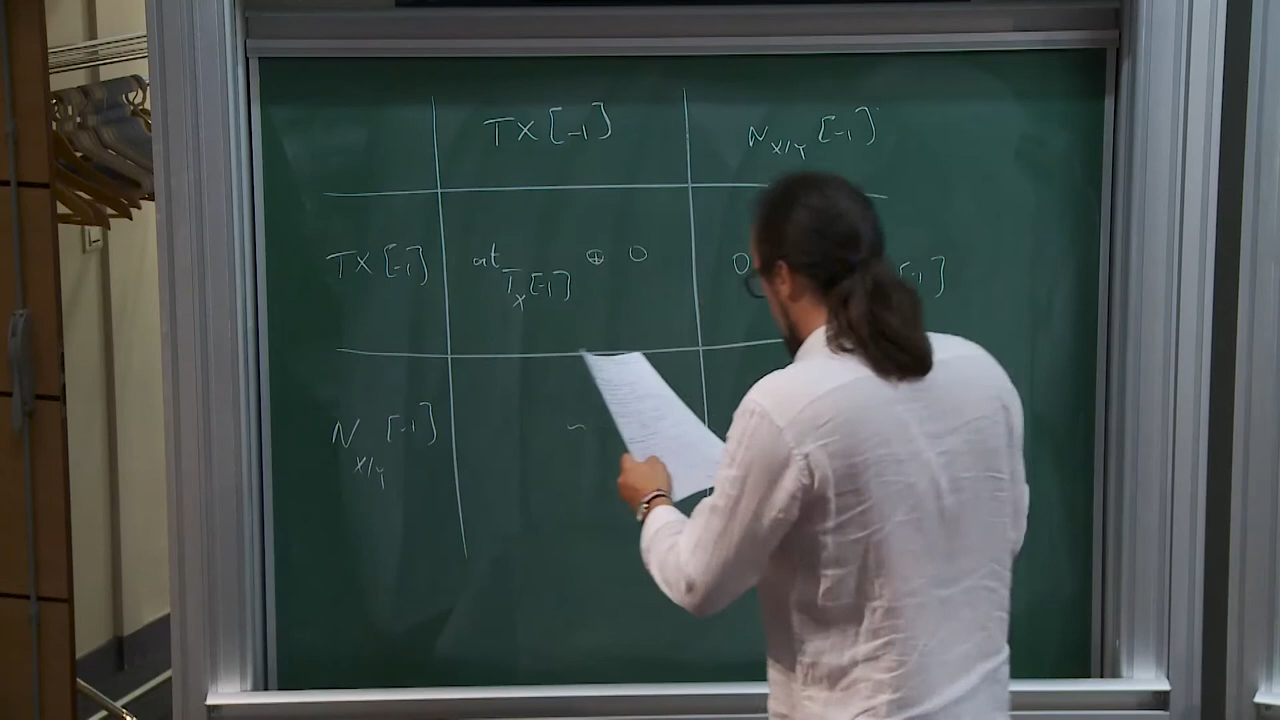 TX[-1] N_{X/Y}[-1]
TX[-1] at_{T_X[-1]} ⊕ 0 0 [-1]
N_{X/Y}[-1] ~